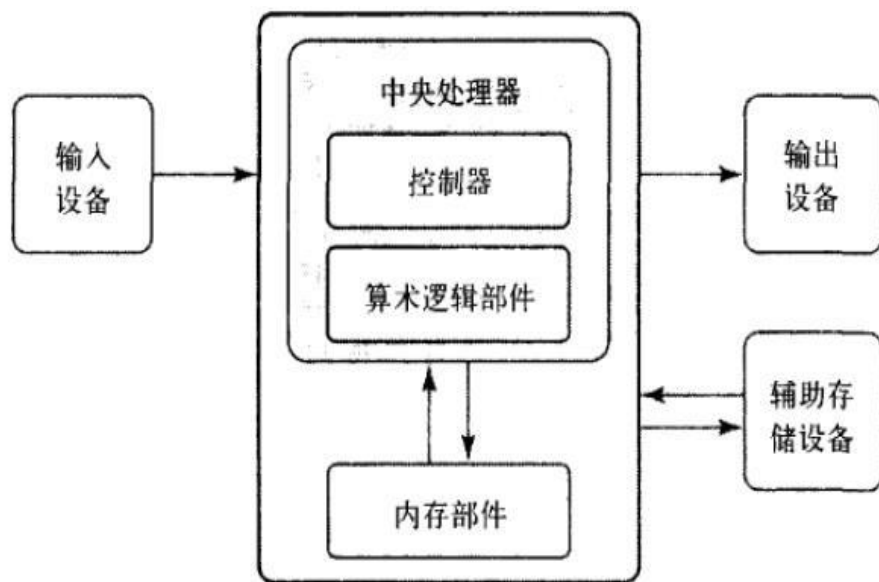 中央处理器
输入
设备
控制器
输出
设备
算术逻辑部件
辅助存
储设备
内存部件